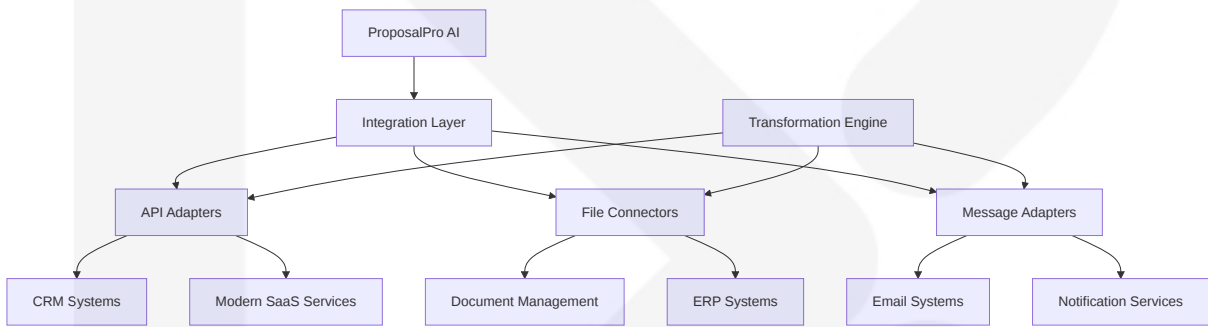 ProposalPro AI
Integration Layer
Transformation Engine
API Adapters
File Connectors
Message Adapters
CRM Systems
Modern SaaS Services
Document Management
ERP Systems
Email Systems
Notification Services